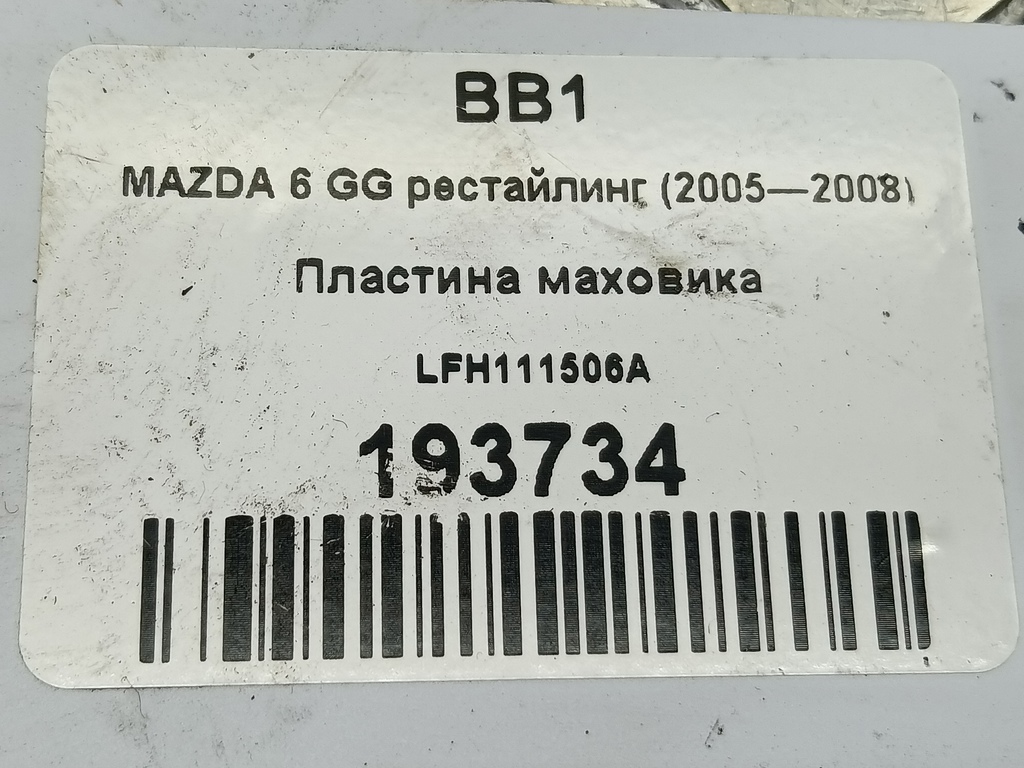 BB1
MAZDA 6 GG рестайлинг (2005—2008)
Пластина маховика
LFH111506A
193734